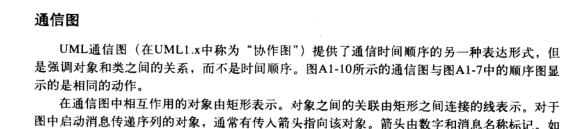 通信图
UML通信图（在UML1.x中称为“协作图”）提供了通信时间顺序的另一种表达形式，但
是强调对象和类之间的关系，而不是时间顺序。图A1-10所示的通信图与图A1-7中的顺序图显
示的是相同的动作。
在通信图中相互作用的对象由矩形表示。对象之间的关联由矩形之间连接的线表示。对于
图中启动消息传递序列的对象，通常有传入箭头指向该对象。箭头由数字和消息名称标记。如